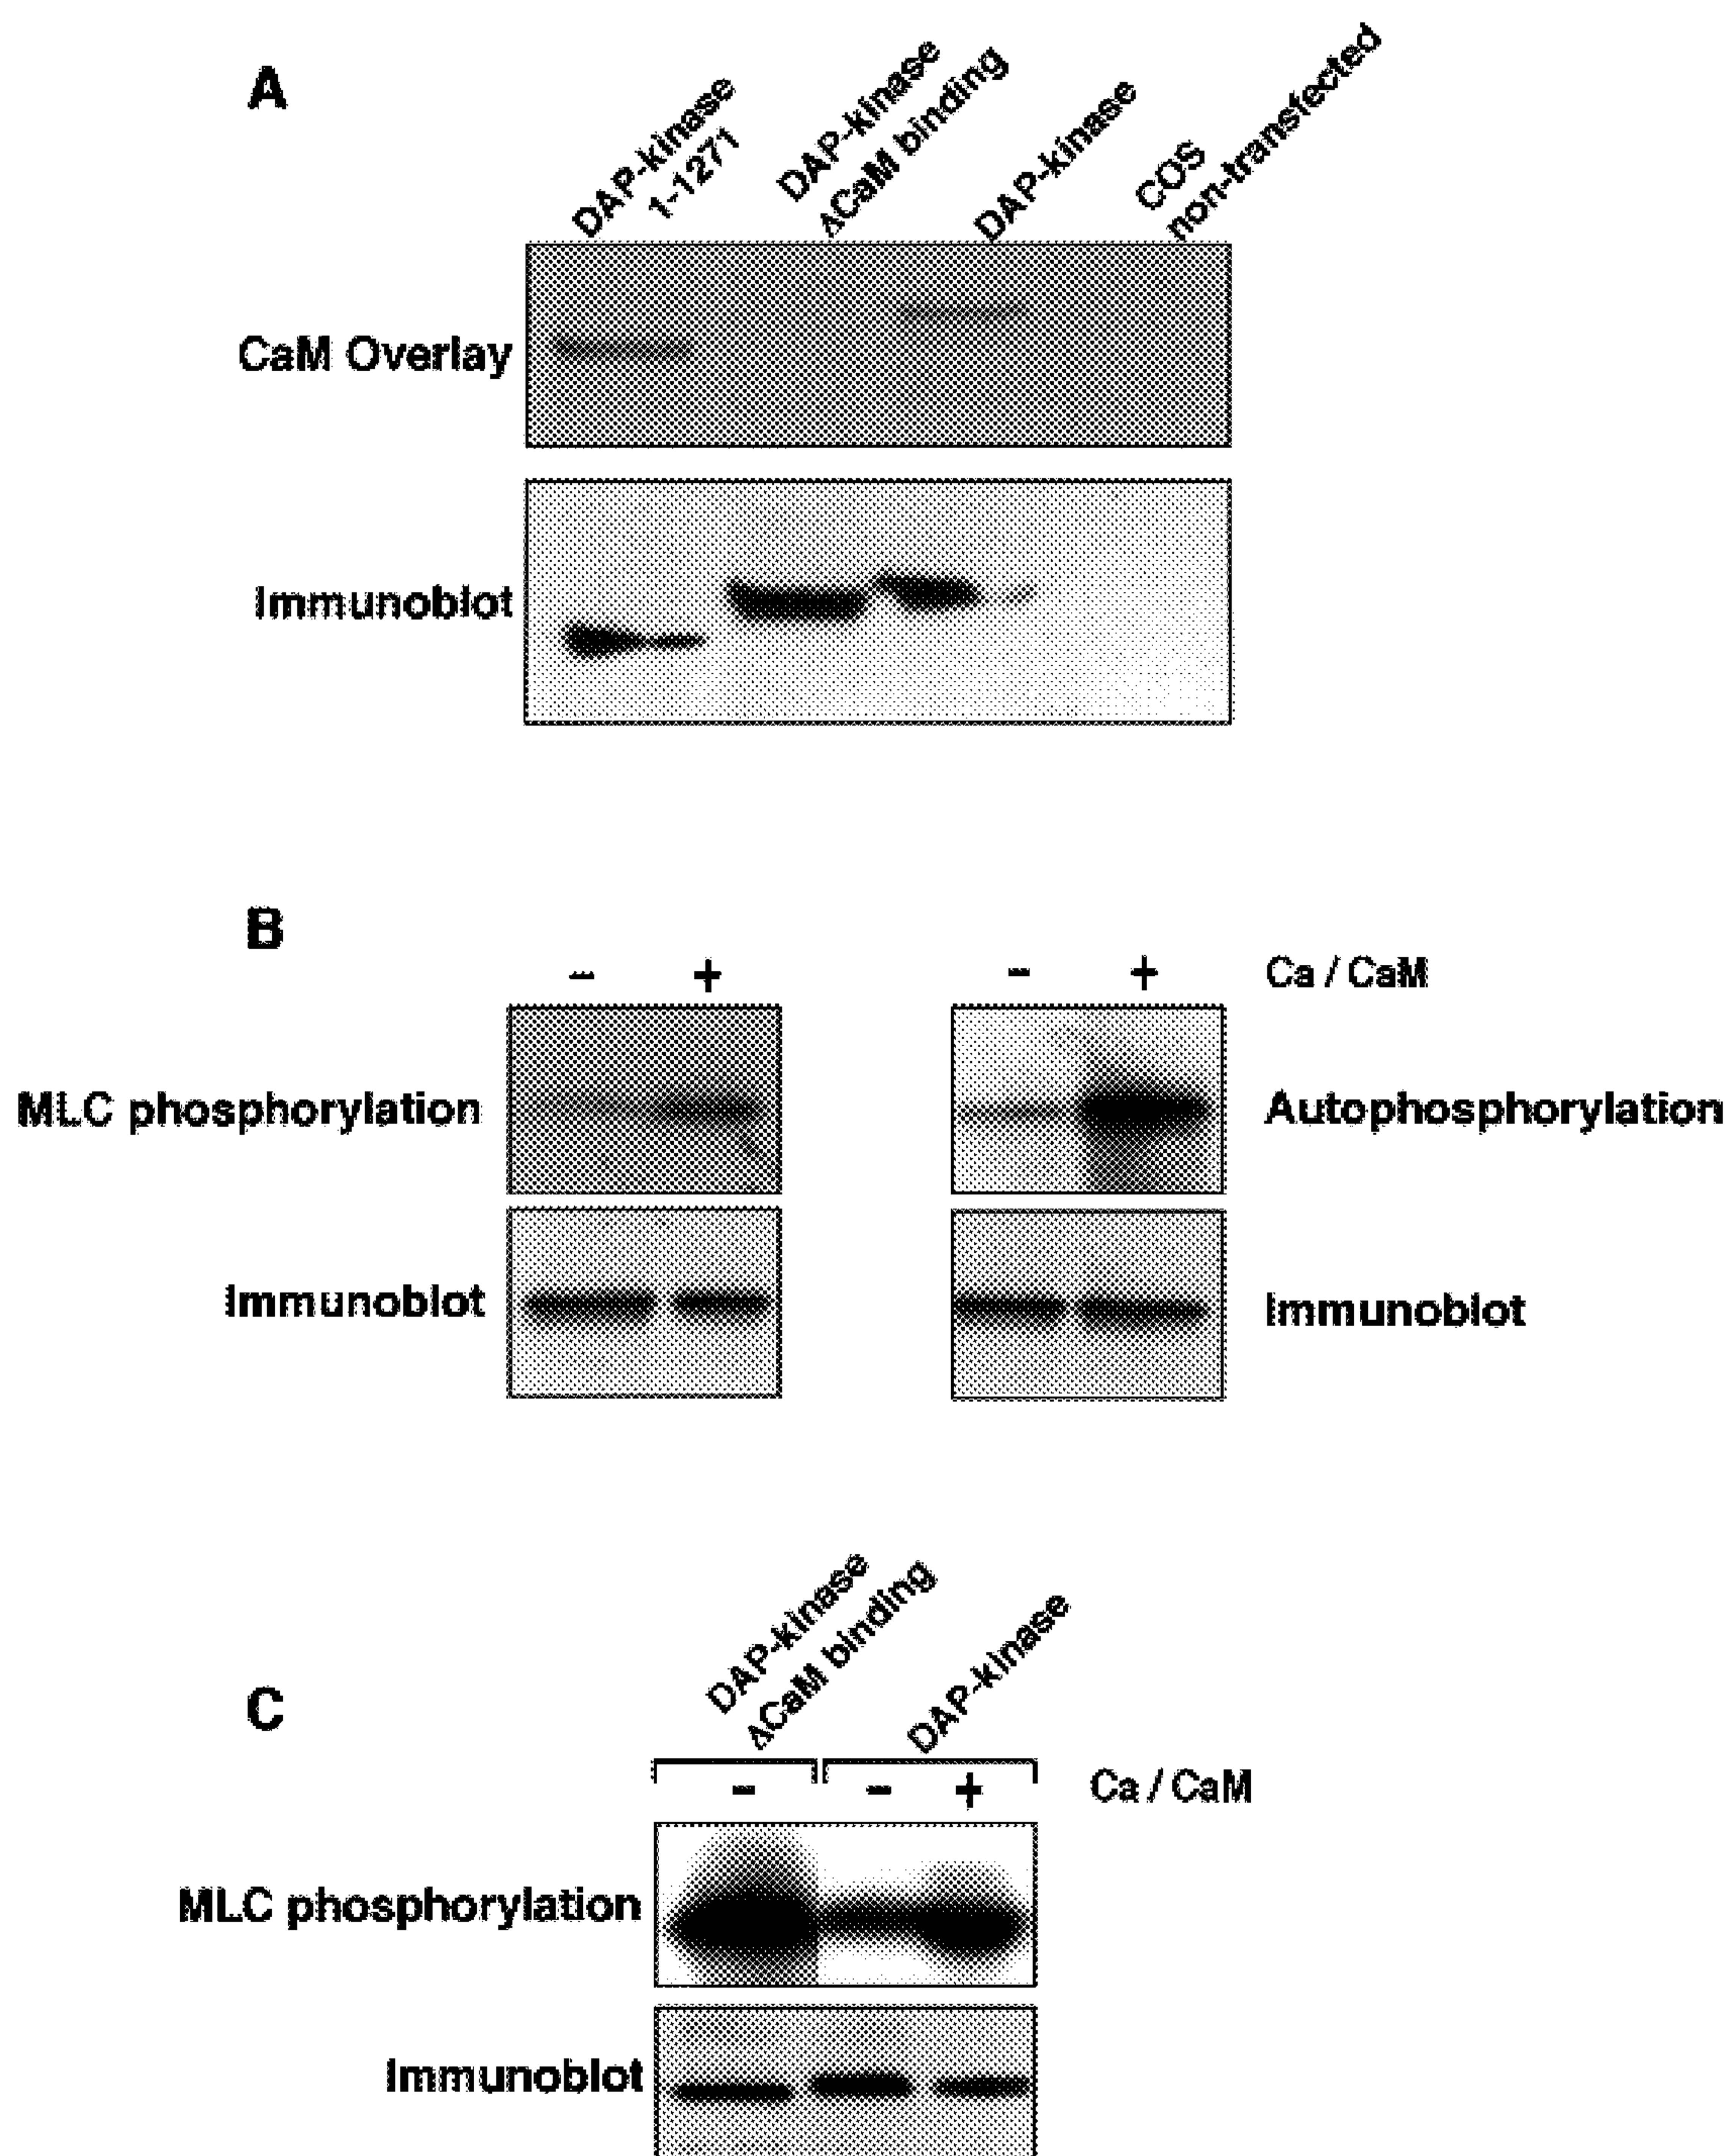 A
DAP-kinase
1-1271
DAP-kinase
ΔCaM binding
DAP-kinase
COS
non-transfected
CaM Overlay
Immunoblot
B
- + - + Ca / CaM
MLC phosphorylation Autophosphorylation
Immunoblot Immunoblot
C
DAP-kinase
ΔCaM binding
DAP-kinase
- - + Ca / CaM
MLC phosphorylation
Immunoblot